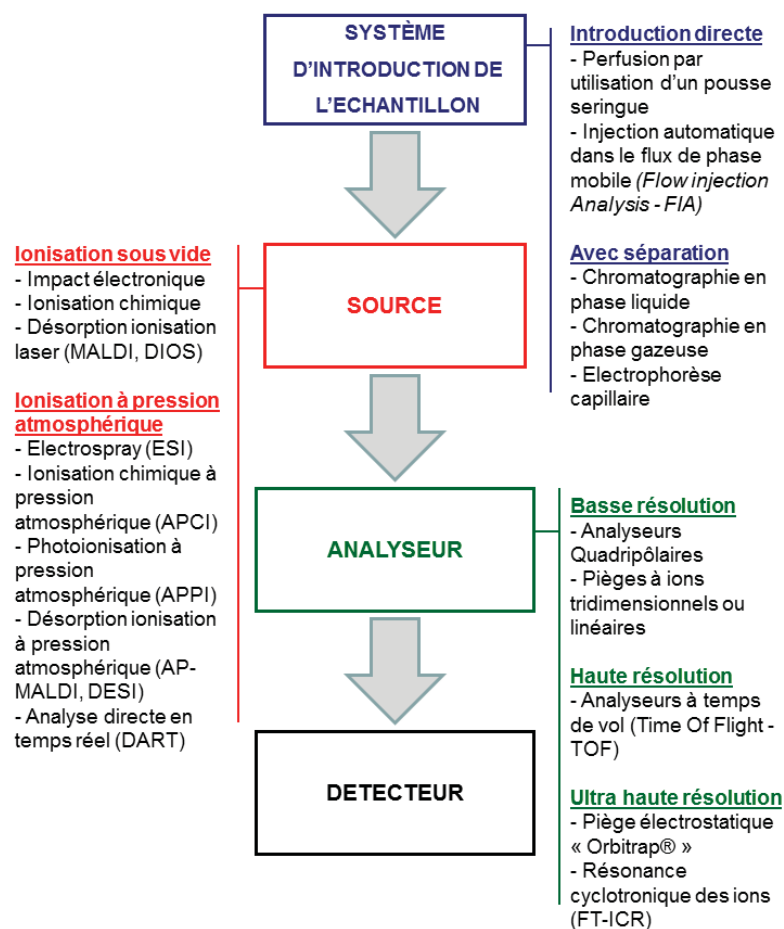 SYSTÈME
D'INTRODUCTION DE
L'ECHANTILLON
Introduction directe
- Perfusion par
utilisation d'un pousse
seringue
- Injection automatique
dans le flux de phase
mobile (Flow injection
Analysis - FIA)
Avec séparation
- Chromatographie en
phase liquide
- Chromatographie en
phase gazeuse
- Electrophorèse
capillaire
Ionisation sous vide
- Impact électronique
- Ionisation chimique
- Désorption ionisation
laser (MALDI, DIOS)
Ionisation à pression
atmosphérique
- Electrospray (ESI)
- Ionisation chimique à
pression
atmosphérique (APCI)
- Photoionisation à
pression
atmosphérique (APPI)
- Désorption ionisation
à pression
atmosphérique (AP-
MALDI, DESI)
- Analyse directe en
temps réel (DART)
SOURCE
ANALYSEUR
Basse résolution
- Analyseurs
Quadripôlaires
- Pièges à ions
tridimensionnels ou
linéaires
Haute résolution
- Analyseurs à temps
de vol (Time Of Flight -
TOF)
Ultra haute résolution
- Piège électrostatique
« Orbitrap® »
- Résonance
cyclotronique des ions
(FT-ICR)
DETECTEUR